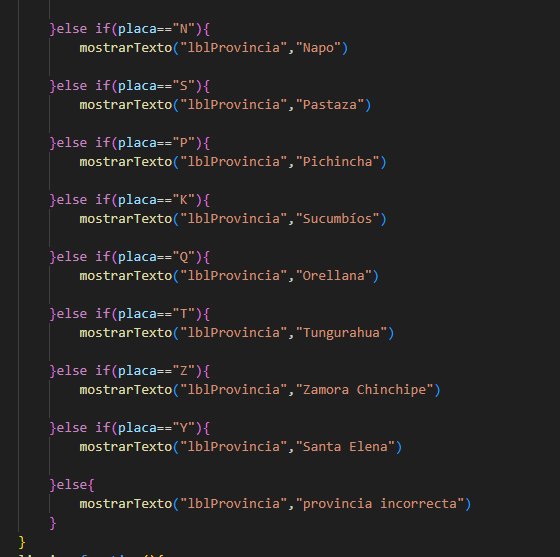 }else if(placa=="N"){
mostrarTexto("lblProvincia","Napo")
}else if(placa=="S"){
mostrarTexto("lblProvincia","Pastaza")
}else if(placa=="P"){
mostrarTexto("lblProvincia","Pichincha")
}else if(placa=="K"){
mostrarTexto("lblProvincia","Sucumbíos")
}else if(placa=="Q"){
mostrarTexto("lblProvincia","Orellana")
}else if(placa=="T"){
mostrarTexto("lblProvincia","Tungurahua")
}else if(placa=="Z"){
mostrarTexto("lblProvincia","Zamora Chinchipe")
}else if(placa=="Y"){
mostrarTexto("lblProvincia","Santa Elena")
}else{
mostrarTexto("lblProvincia","provincia incorrecta")
}
}